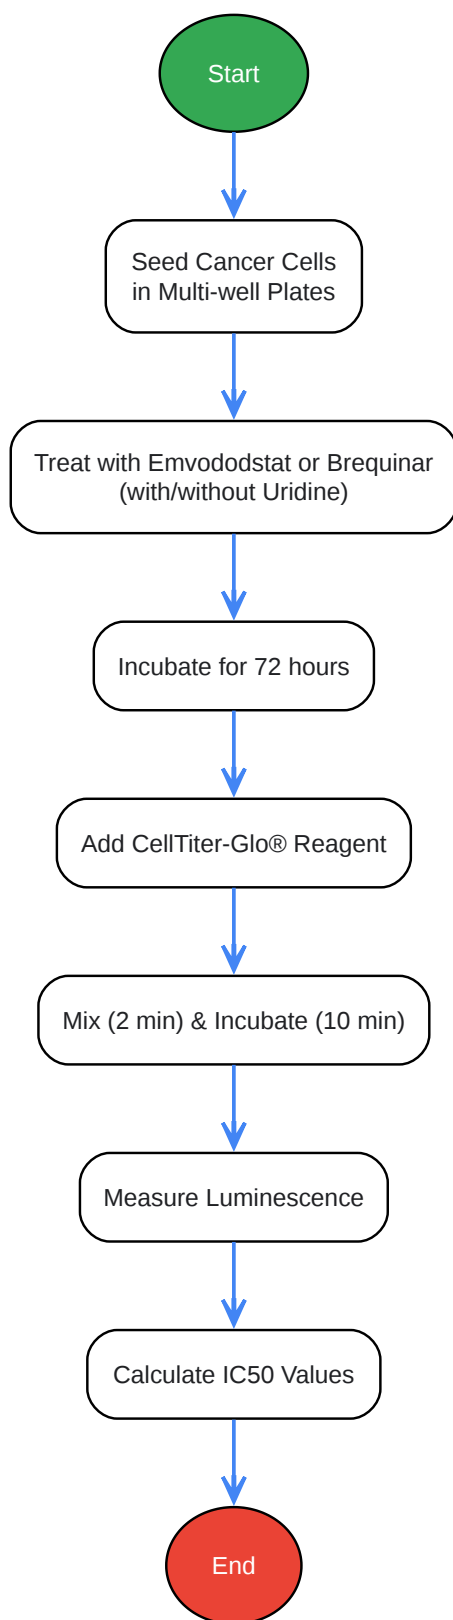 Start
Seed Cancer Cells
in Multi-well Plates
Treat with Emvododstat or Brequinar
(with/without Uridine)
Incubate for 72 hours
Add CellTiter-Glo® Reagent
Mix (2 min) & Incubate (10 min)
Measure Luminescence
Calculate IC50 Values
End